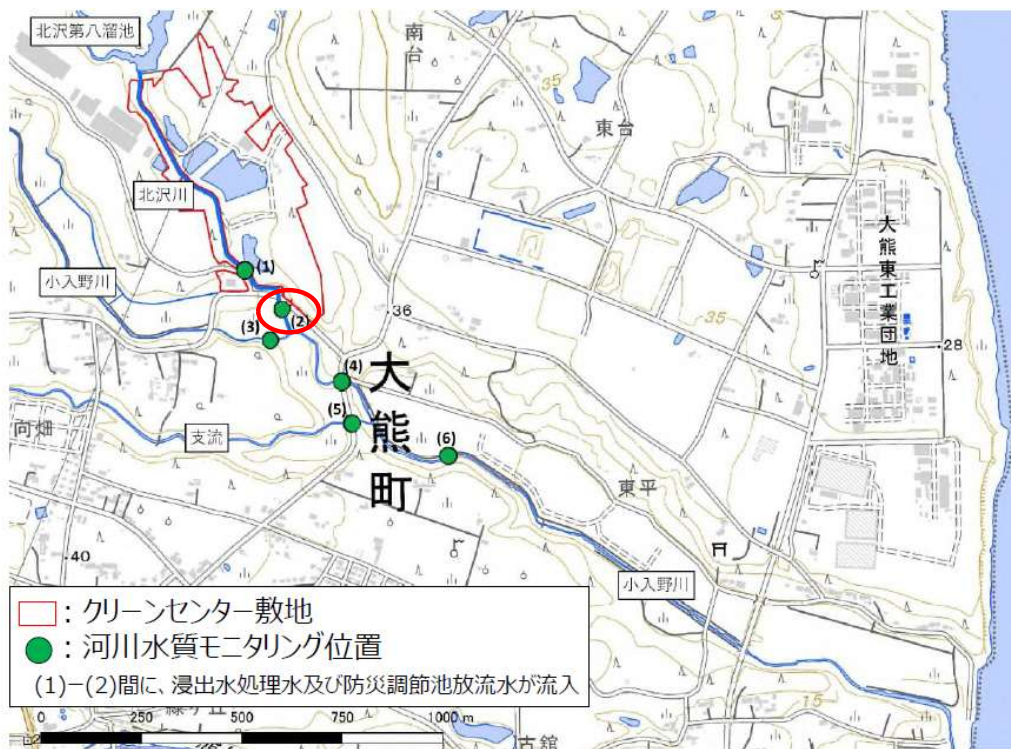 北沢第八溜池
南台
35
東台
北沢川
(1)
小入野川
(2)
(3)
36
35
大熊東工業団地
28
(4)
大熊町
(5)
向畑
支流
(6)
東平
40
小入野川
: クリーンセンター敷地
: 河川水質モニタリング位置
(1)-(2)間に、浸出水処理水及び防災調節池放流水が流入
15
0 250 500 750 1000 m
古舘